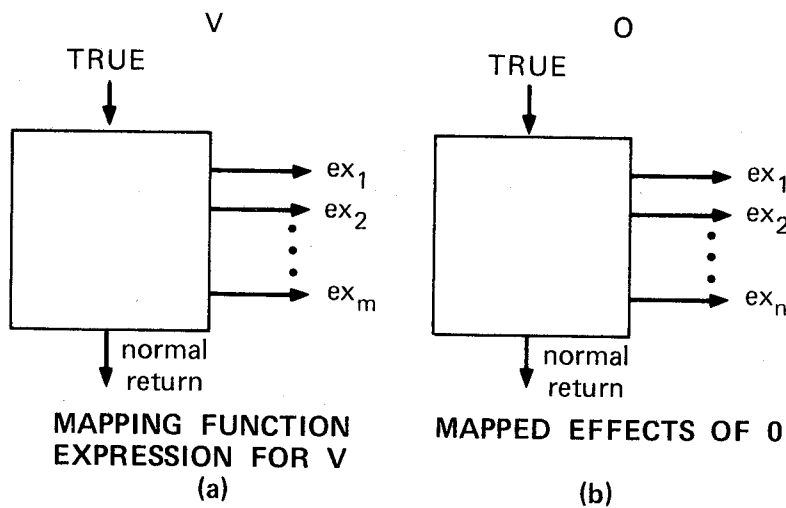 V
TRUE
ex1
ex2
exm
normal
return
MAPPING FUNCTION
EXPRESSION FOR V
(a)
O
TRUE
ex1
ex2
exn
normal
return
MAPPED EFFECTS OF 0
(b)